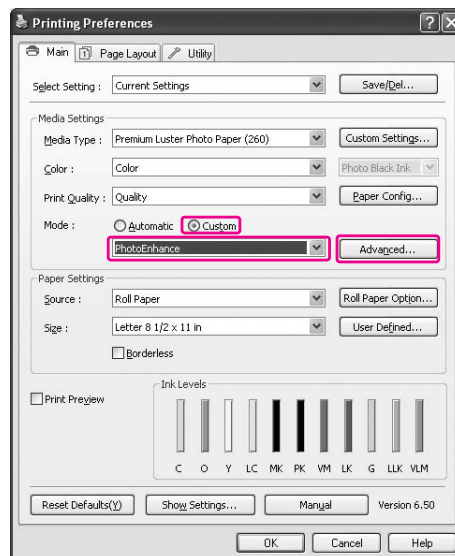 Printing Preferences
Main Page Layout Utility
Select Setting : Current Settings Save/Del...
Media Settings
Media Type : Premium Luster Photo Paper (260) Custom Settings...
Color : Color Photo Black Ink
Print Quality : Quality Paper Config...
Mode : Automatic Custom
PhotoEnhance Advanced...
Paper Settings
Source : Roll Paper Roll Paper Option...
Size : Letter 8 1/2 x 11 in User Defined...
Borderless
Print Preview
Ink Levels
C O Y LC MK PK VM LK G LLK VLM
Reset Defaults(Y) Show Settings... Manual Version 6.50
OK Cancel Help